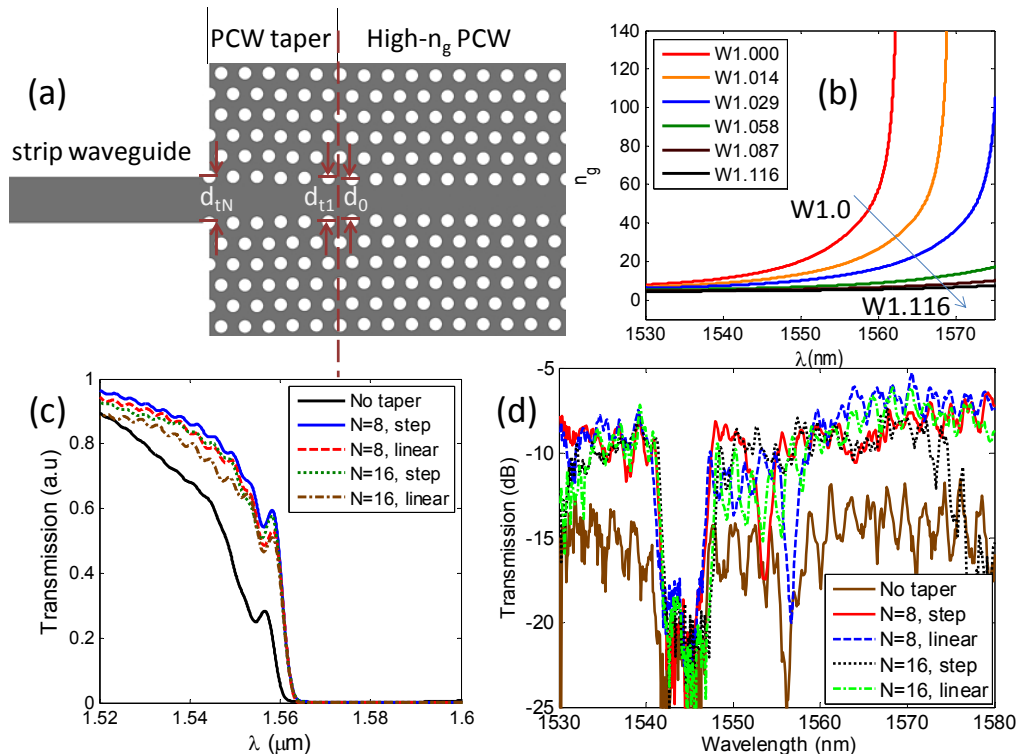 PCW taper
High-ng PCW
(a)
strip waveguide
dtN
dt1
d0
(b)
W1.000
W1.014
W1.029
W1.058
W1.087
W1.116
W1.0
W1.116
140
120
100
80
60
40
20
0
ng
1530
1540
1550
1560
1570
λ(nm)
(c)
No taper
N=8, step
N=8, linear
N=16, step
N=16, linear
1
0.8
0.6
0.4
0.2
0
Transmission (a.u)
1.52
1.54
1.56
1.58
1.6
λ (μm)
(d)
-5
-10
-15
-20
-25
Transmission (dB)
No taper
N=8, step
N=8, linear
N=16, step
N=16, linear
1530
1540
1550
1560
1570
1580
Wavelength (nm)